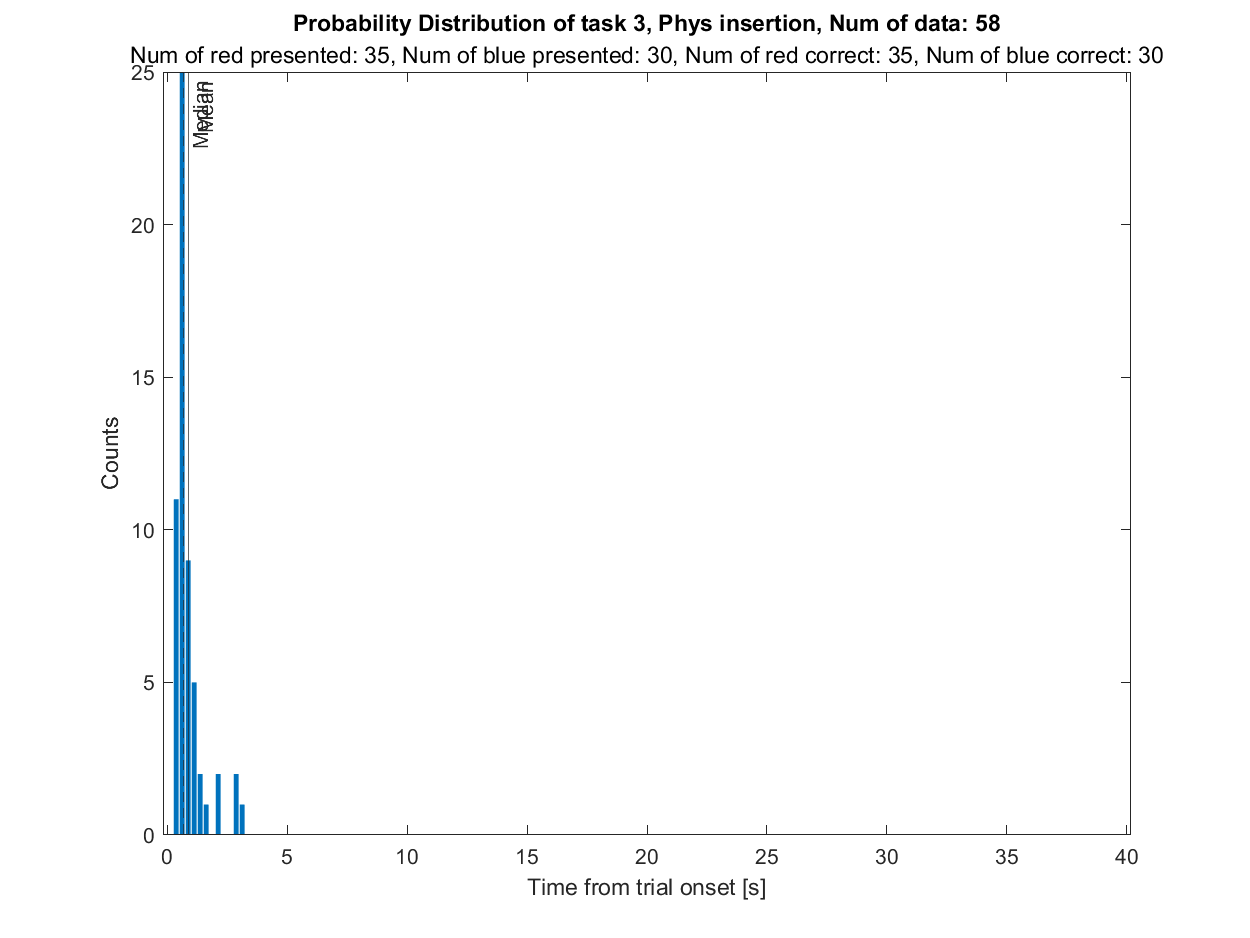 Probability Distribution of task 3, Phys insertion, Num of data: 58
Num of red presented: 35, Num of blue presented: 30, Num of red correct: 35, Num of blue correct: 30
25
Median
Mean
20
15
Counts
10
5
0
0 5 10 15 20 25 30 35 40
Time from trial onset [s]